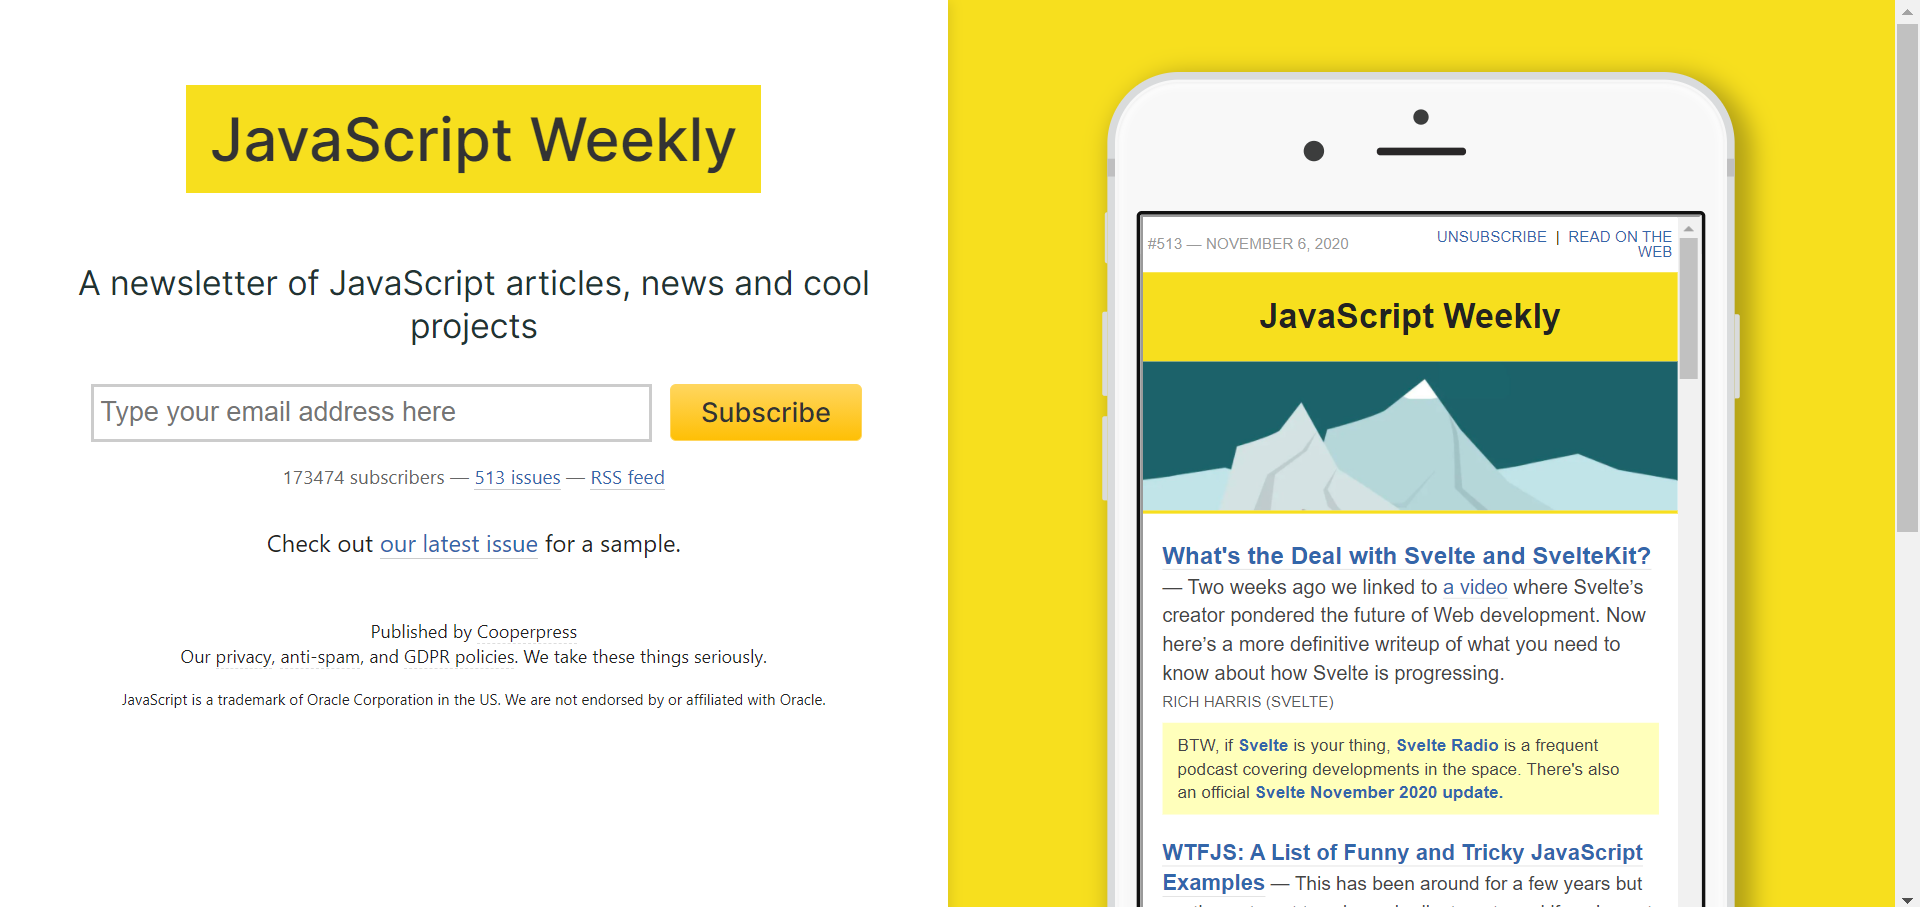 JavaScript Weekly
A newsletter of JavaScript articles, news and cool
projects
Type your email address here
Subscribe
173474 subscribers — 513 issues — RSS feed
Check out our latest issue for a sample.
Published by Cooperpress
Our privacy, anti-spam, and GDPR policies. We take these things seriously.
JavaScript is a trademark of Oracle Corporation in the US. We are not endorsed by or affiliated with Oracle.
#513 — NOVEMBER 6, 2020
UNSUBSCRIBE | READ ON THE
WEB
JavaScript Weekly
What's the Deal with Svelte and SvelteKit?
— Two weeks ago we linked to a video where Svelte’s
creator pondered the future of Web development. Now
here’s a more definitive writeup of what you need to
know about how Svelte is progressing.
RICH HARRIS (SVELTE)
BTW, if Svelte is your thing, Svelte Radio is a frequent
podcast covering developments in the space. There's also
an official Svelte November 2020 update.
WTFJS: A List of Funny and Tricky JavaScript
Examples — This has been around for a few years but